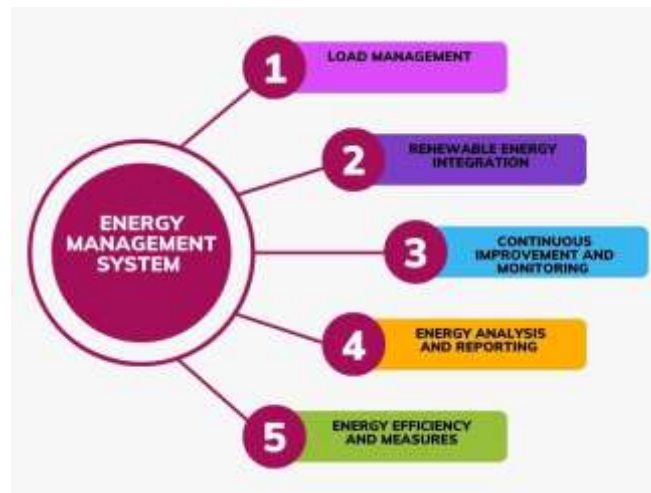 1
LOAD MANAGEMENT
2
RENEWABLE ENERGY
INTEGRATION
ENERGY
MANAGEMENT
SYSTEM
3
CONTINUOUS
IMPROVEMENT AND
MONITORING
4
ENERGY ANALYSIS
AND REPORTING
5
ENERGY EFFICIENCY
AND MEASURES